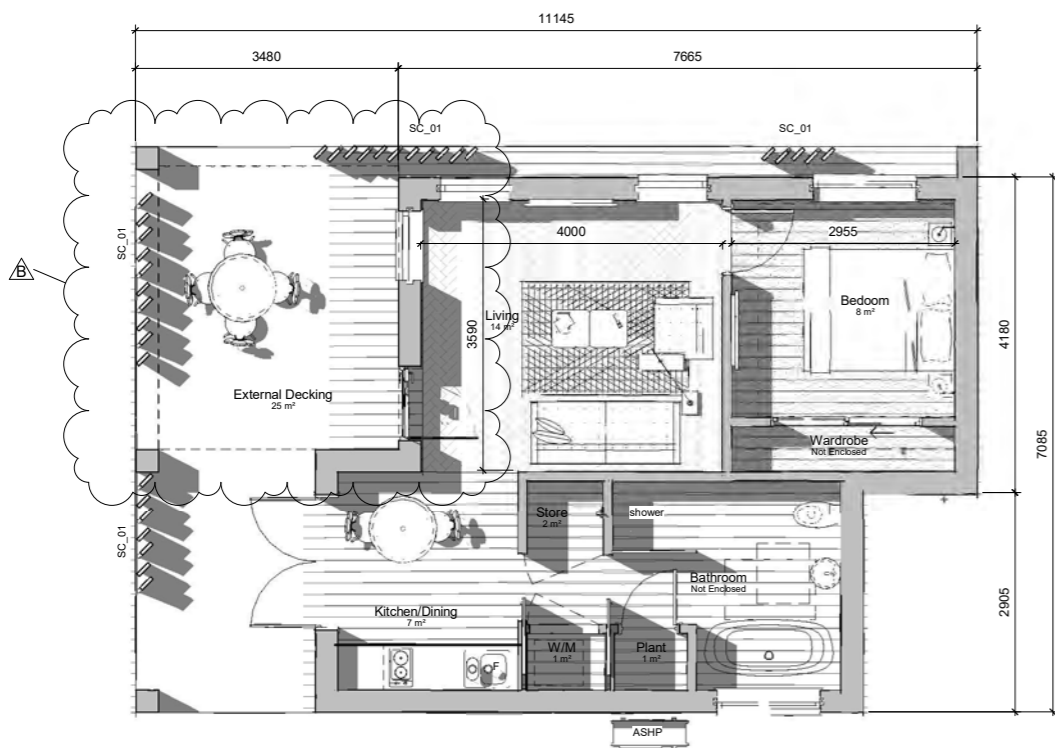 11145
3480
7665
SC_01
SC_01
SC_01
B
4000
2955
Bedoom
8 m²
Living
14 m²
3590
4180
External Decking
25 m²
Wardrobe
Not Enclosed
7085
SC_01
Store
2 m²
shower
Bathroom
Not Enclosed
2905
Kitchen/Dining
7 m²
W/M
1 m²
Plant
1 m²
F
ASHP